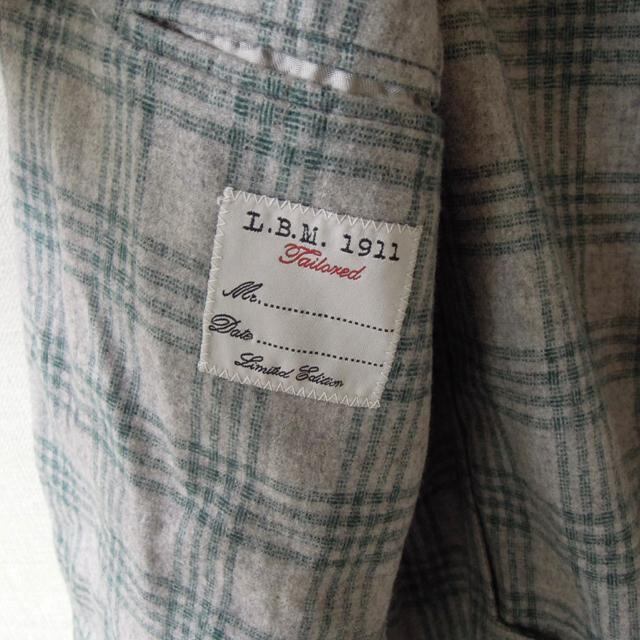 L.B.M. 1911
Tailored
Mr.
Date
Limited Edition